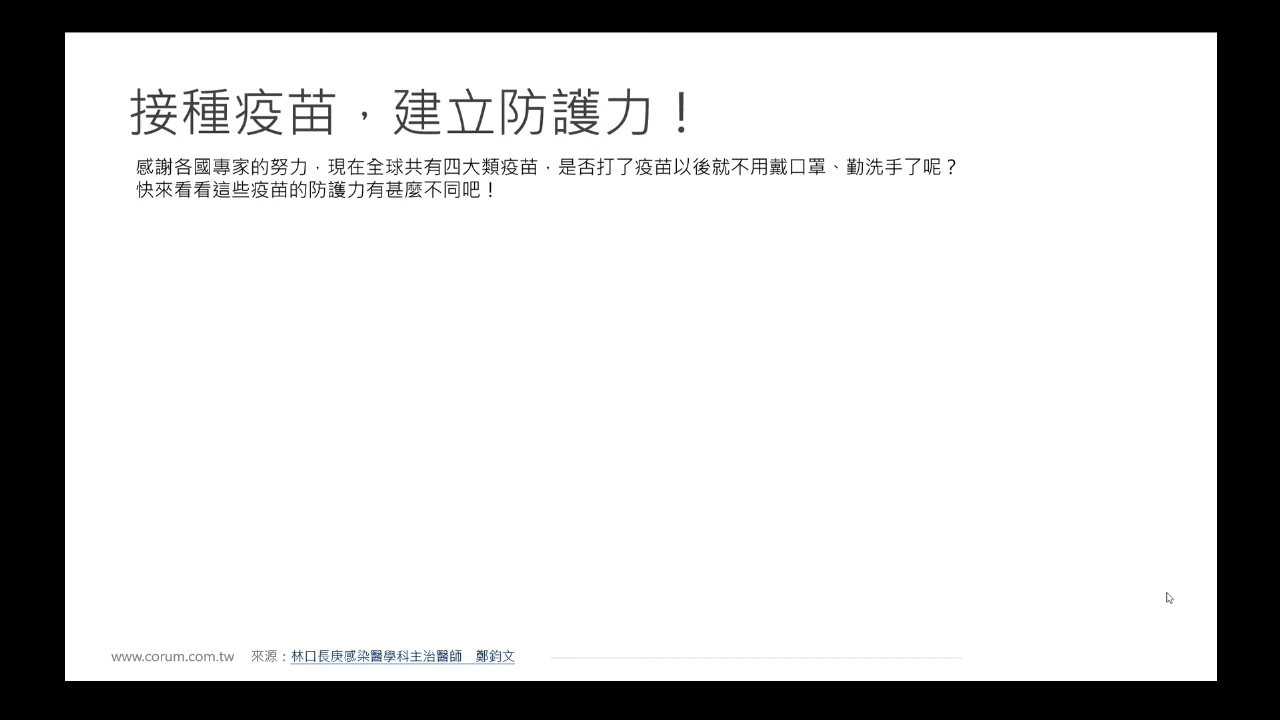 接種疫苗，建立防護力！
感謝各國專家的努力，現在全球共有四大類疫苗，是否打了疫苗以後就不用戴口罩、勤洗手了呢？
快來看看這些疫苗的防護力有甚麼不同吧！
www.corum.com.tw 來源：林口長庚感染醫學科主治醫師　鄭鈞文